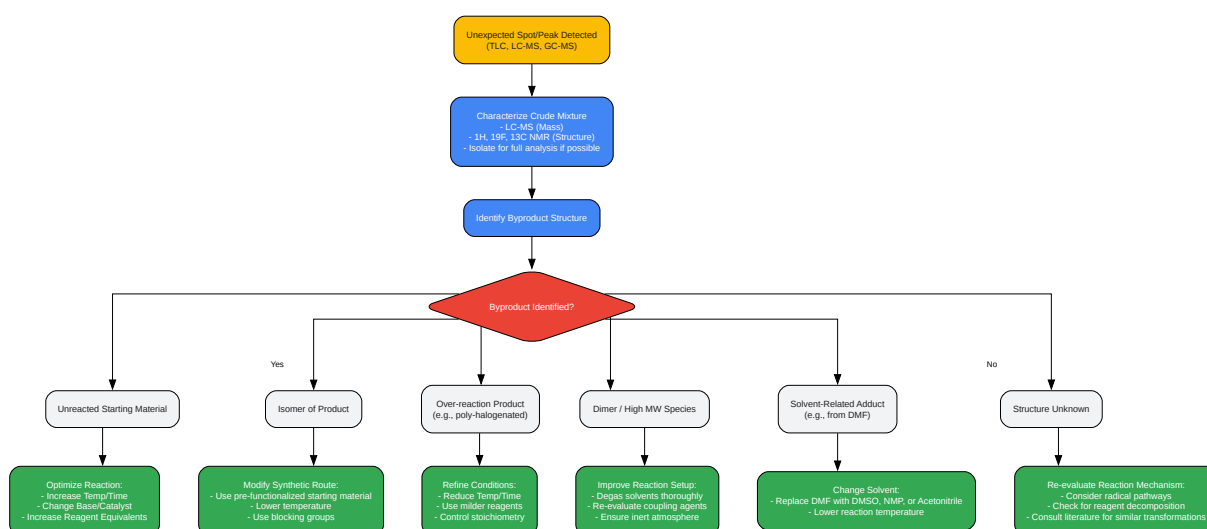 Unexpected Spot/Peak Detected
(TLC, LC-MS, GC-MS)
Characterize Crude Mixture
- LC-MS (Mass)
- 1H, 19F, 13C NMR (Structure)
- Isolate for full analysis if possible
Identify Byproduct Structure
Byproduct Identified?
Yes
No
Unreacted Starting Material
Isomer of Product
Over-reaction Product
(e.g., poly-halogenated)
Dimer / High MW Species
Solvent-Related Adduct
(e.g., from DMF)
Structure Unknown
Optimize Reaction:
- Increase Temp/Time
- Change Base/Catalyst
- Increase Reagent Equivalents
Modify Synthetic Route:
- Use pre-functionalized starting material
- Lower temperature
- Use blocking groups
Refine Conditions:
- Reduce Temp/Time
- Use milder reagents
- Control stoichiometry
Improve Reaction Setup:
- Degas solvents thoroughly
- Re-evaluate coupling agents
- Ensure inert atmosphere
Change Solvent:
- Replace DMF with DMSO, NMP, or Acetonitrile
- Lower reaction temperature
Re-evaluate Reaction Mechanism:
- Consider radical pathways
- Check for reagent decomposition
- Consult literature for similar transformations